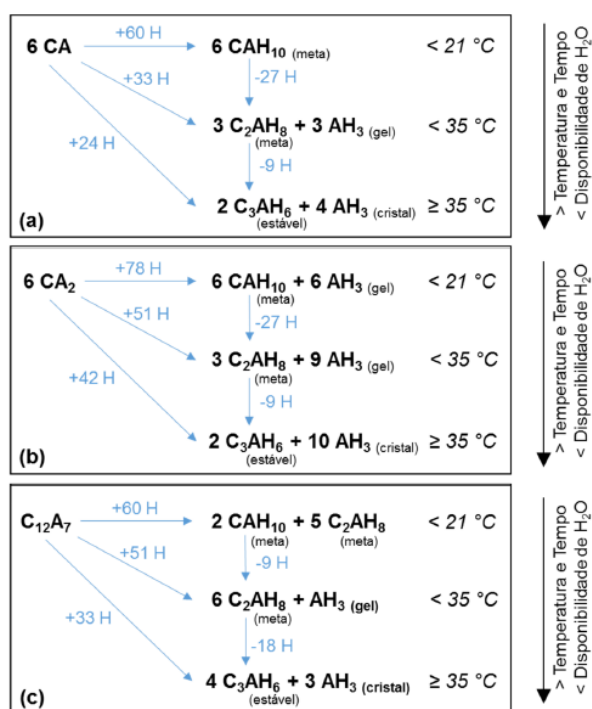 +60 H
6 CA 6 CAH₁₀ (meta) < 21 °C
+33 H -27 H
3 C₂AH₈ + 3 AH₃ (gel) < 35 °C
(meta)
+24 H -9 H
2 C₃AH₆ + 4 AH₃ (cristal) ≥ 35 °C
(estável)
(a)
> Temperatura e Tempo
< Disponibilidade de H₂O
+78 H
6 CA₂ 6 CAH₁₀ + 6 AH₃ (gel) < 21 °C
(meta)
+51 H -27 H
3 C₂AH₈ + 9 AH₃ (gel) < 35 °C
(meta)
+42 H -9 H
2 C₃AH₆ + 10 AH₃ (cristal) ≥ 35 °C
(estável)
(b)
> Temperatura e Tempo
< Disponibilidade de H₂O
+60 H
C₁₂A₇ 2 CAH₁₀ + 5 C₂AH₈ < 21 °C
(meta) (meta)
+51 H -9 H
6 C₂AH₈ + AH₃ (gel) < 35 °C
(meta)
+33 H -18 H
4 C₃AH₆ + 3 AH₃ (cristal) ≥ 35 °C
(estável)
(c)
> Temperatura e Tempo
< Disponibilidade de H₂O